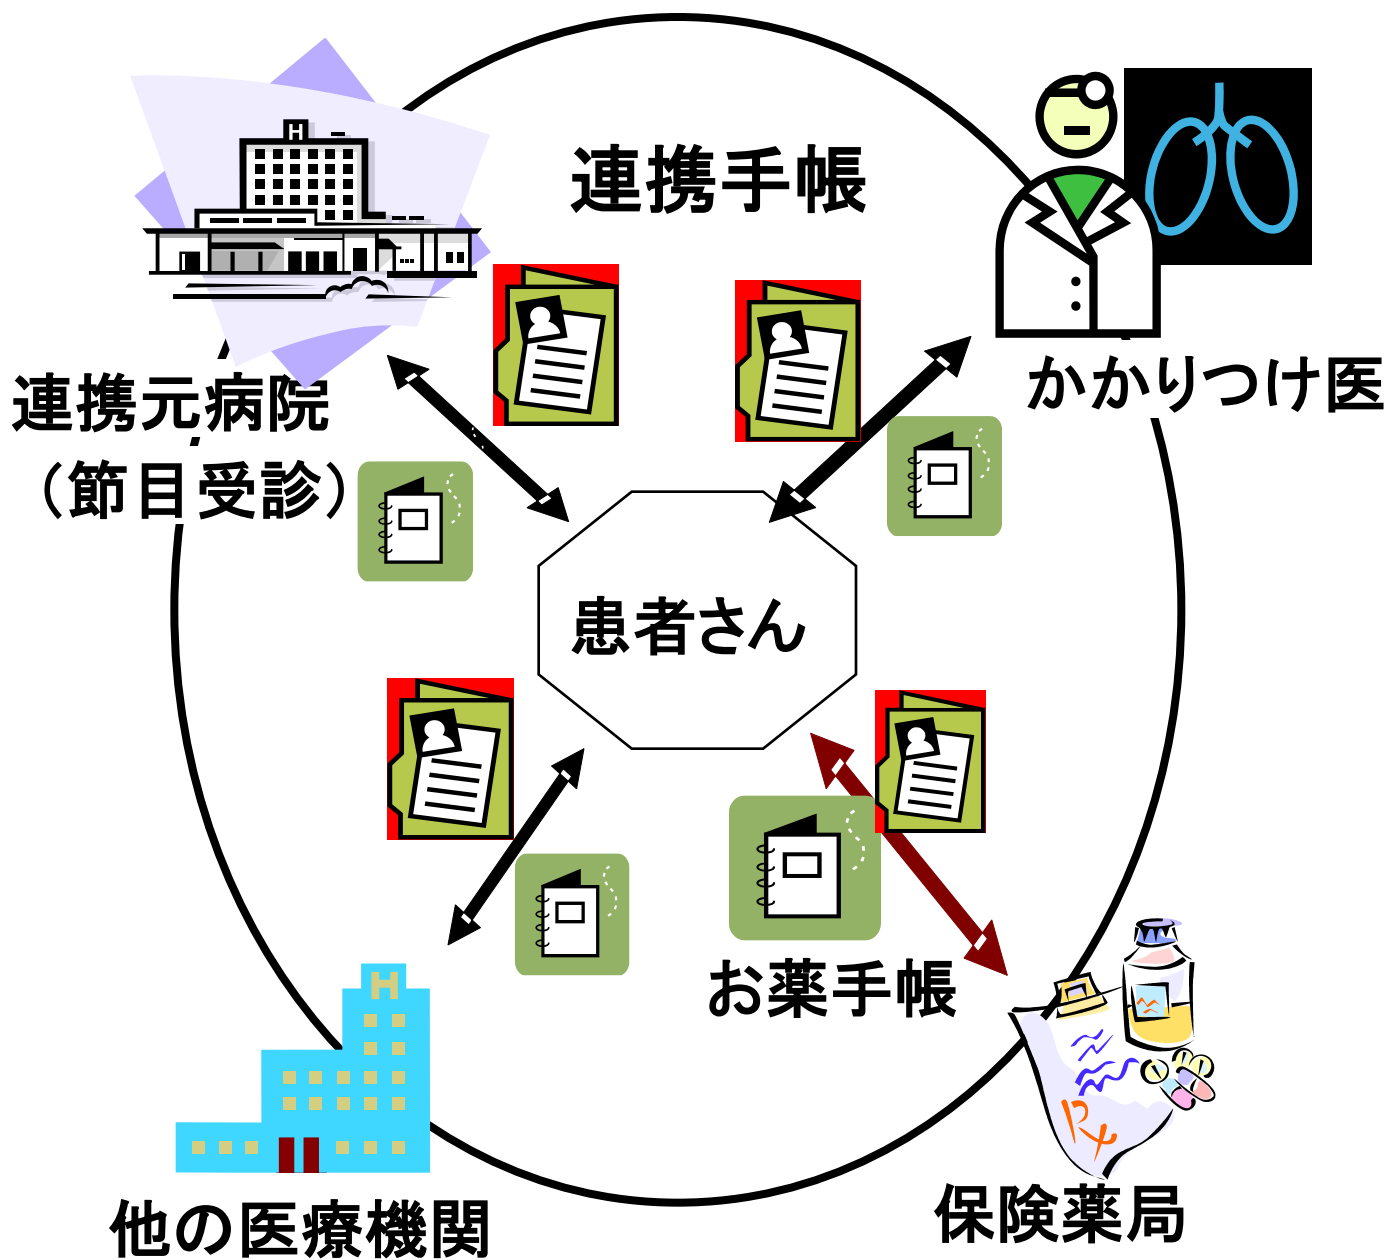 H
連携手帳
連携元病院
（節目受診）
かかりつけ医
患者さん
お薬手帳
H
Rx
他の医療機関
保険薬局